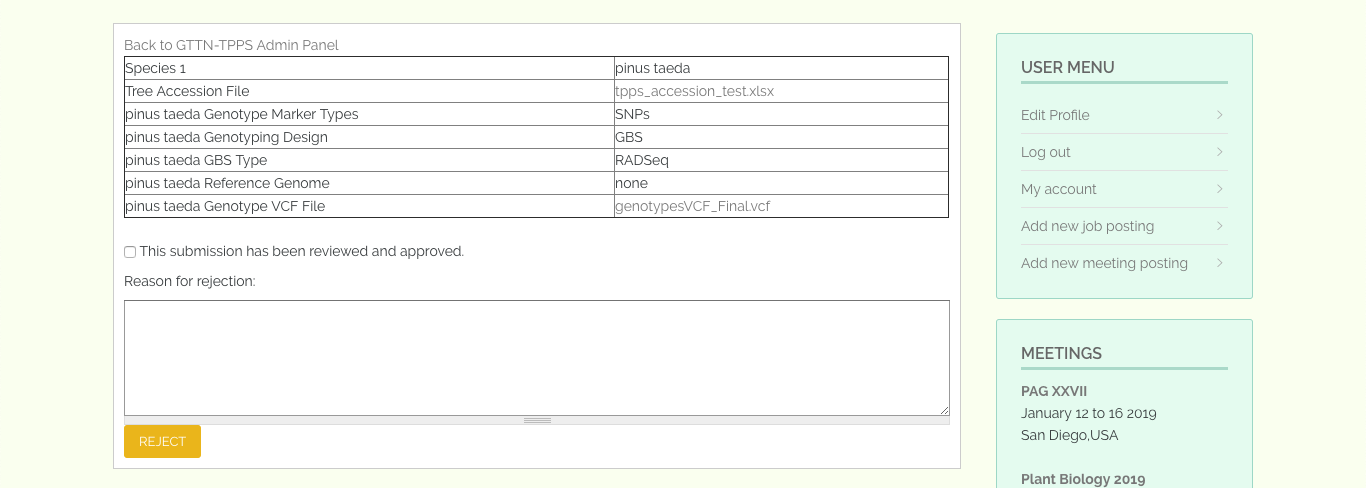 Back to GTTN-TPPS Admin Panel
Species 1 pinus taeda
Tree Accession File tpps_accession_test.xlsx
pinus taeda Genotype Marker Types SNPs
pinus taeda Genotyping Design GBS
pinus taeda GBS Type RADSeq
pinus taeda Reference Genome none
pinus taeda Genotype VCF File genotypesVCF_Final.vcf
This submission has been reviewed and approved.
Reason for rejection:
REJECT
USER MENU
Edit Profile
Log out
My account
Add new job posting
Add new meeting posting
MEETINGS
PAG XXVII
January 12 to 16 2019
San Diego,USA
Plant Biology 2019